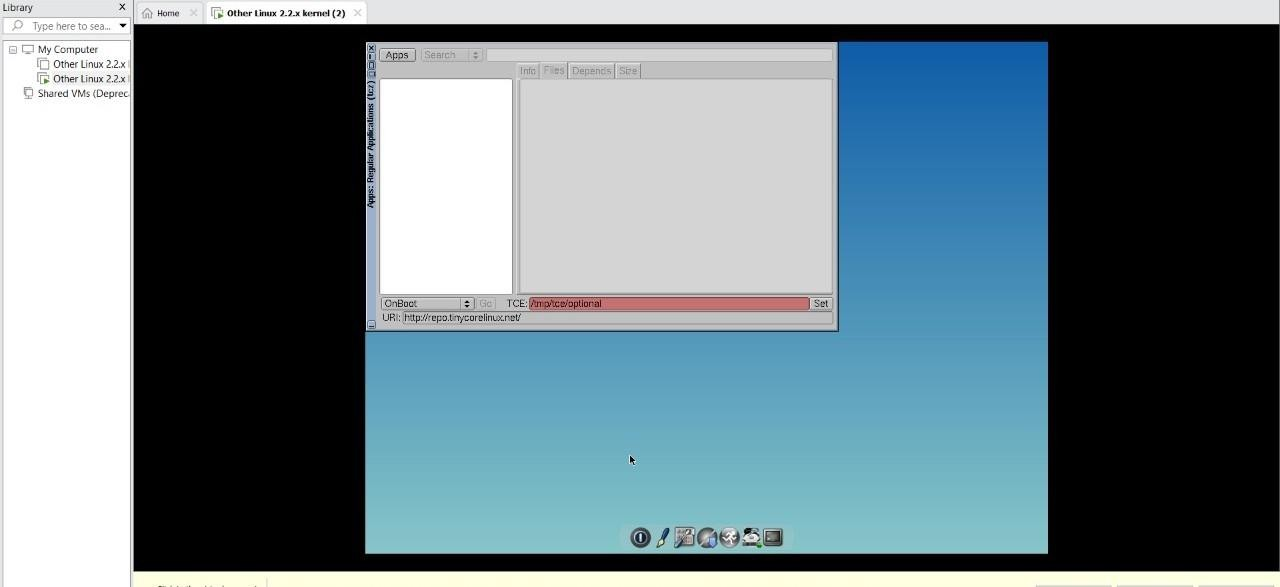 Library X
Home
Other Linux 2.2.x kernel (2)
Type here to sea...
My Computer
Other Linux 2.2.x
Other Linux 2.2.x
Shared VMs (Deprec
Apps: Regular Applications (tcz)
Apps Search
Info Files Depends Size
OnBoot Go TCE: /tmp/tce/optional Set
URI: http://repo.tinycorelinux.net/